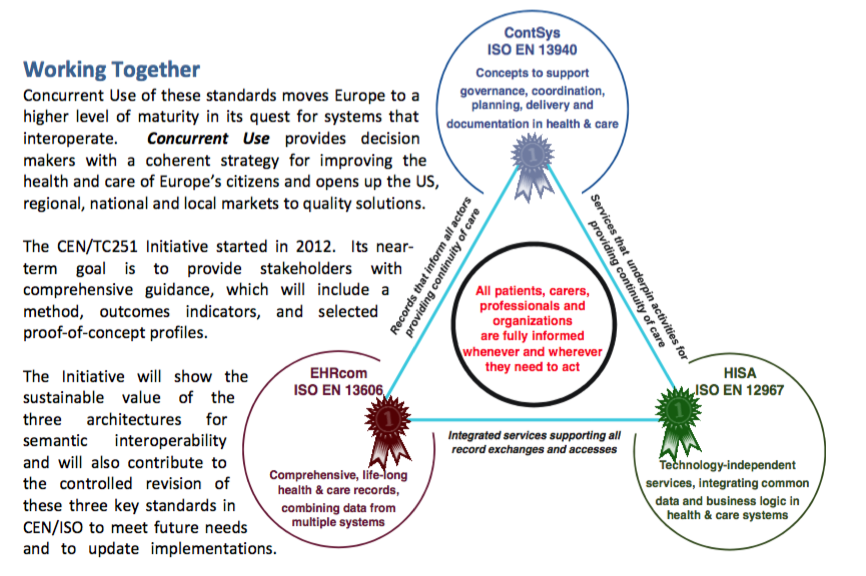 Working Together
Concurrent Use of these standards moves Europe to a
higher level of maturity in its quest for systems that
interoperate. Concurrent Use provides decision
makers with a coherent strategy for improving the
health and care of Europe's citizens and opens up the US,
regional, national and local markets to quality solutions.
The CEN/TC251 Initiative started in 2012. Its near-
term goal is to provide stakeholders with
comprehensive guidance, which will include a
method, outcomes indicators, and selected
proof-of-concept profiles.
The Initiative will show the
sustainable value of the
three architectures for
semantic interoperability
and will also contribute to
the controlled revision of
these three key standards in
CEN/ISO to meet future needs
and to update implementations.
ContSys
ISO EN 13940
Concepts to support
governance, coordination,
planning, delivery and
documentation in health & care
1
Records that inform all actors
providing continuity of care
Services that underpin activities for
providing continuity of care
All patients, carers,
professionals and
organizations
are fully informed
whenever and wherever
they need to act
EHRcom
ISO EN 13606
1
Comprehensive, life-long
health & care records,
combining data from
multiple systems
Integrated services supporting all
record exchanges and accesses
HISA
ISO EN 12967
1
Technology-independent
services, integrating common
data and business logic in
health & care systems